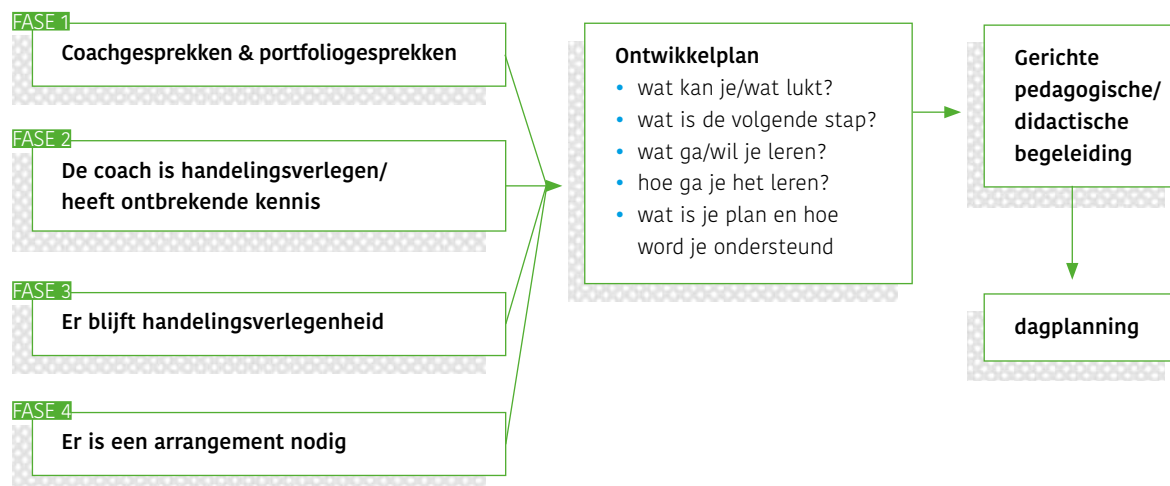 FASE 1
Coachgesprekken & portfoliogesprekken
FASE 2
De coach is handelingsverlegen/
heeft ontbrekende kennis
FASE 3
Er blijft handelingsverlegenheid
FASE 4
Er is een arrangement nodig
Ontwikkelplan
• wat kan je/wat lukt?
• wat is de volgende stap?
• wat ga/wil je leren?
• hoe ga je het leren?
• wat is je plan en hoe
word je ondersteund
Gerichte
pedagogische/
didactische
begeleiding
dagplanning